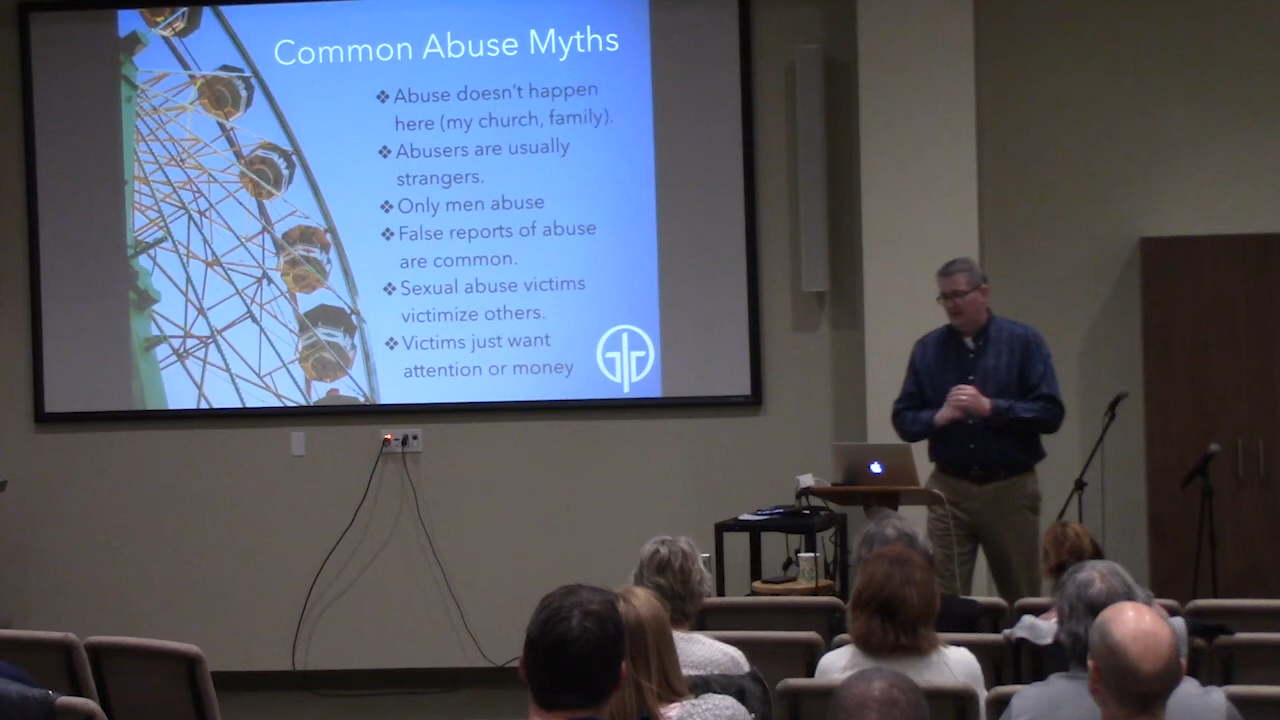 Common Abuse Myths
❖ Abuse doesn't happen
here (my church, family).
❖ Abusers are usually
strangers.
❖ Only men abuse
❖ False reports of abuse
are common.
❖ Sexual abuse victims
victimize others.
❖ Victims just want
attention or money